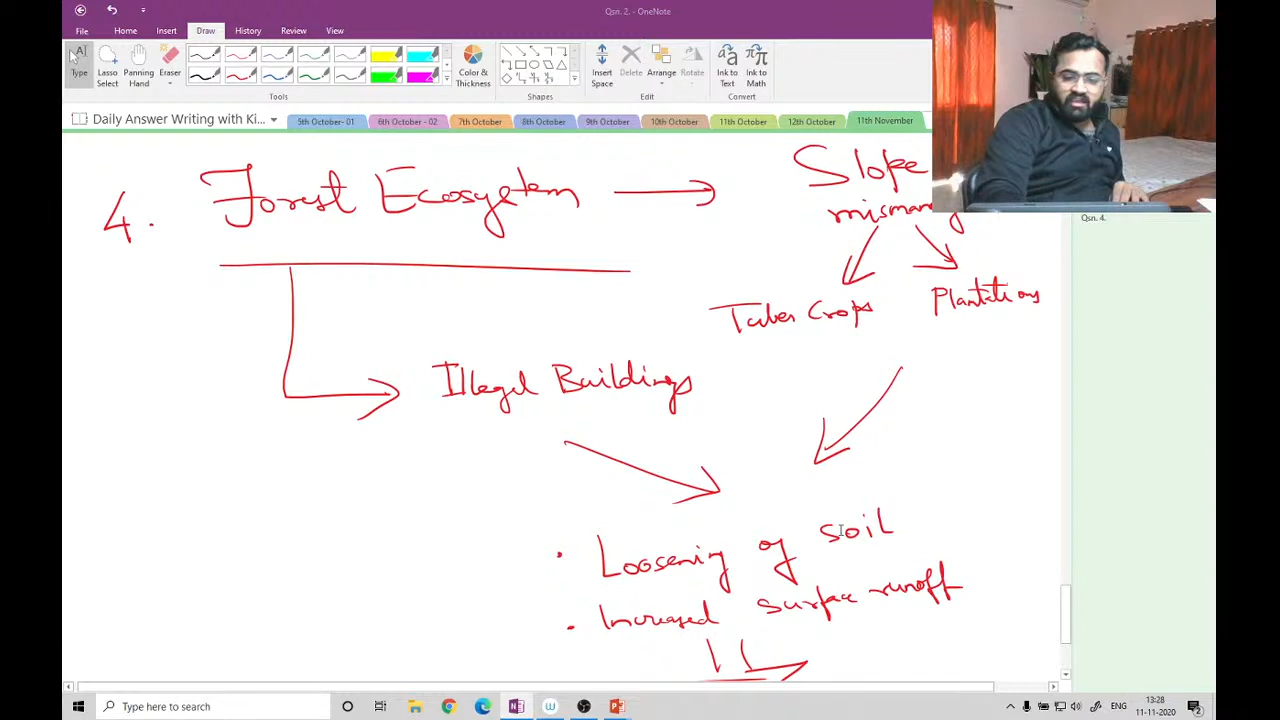 Qsn. 2. - OneNote
File Home Insert Draw History Review View
Type
Lasso Select
Panning Hand
Eraser
Color & Thickness
Insert Space
Delete
Arrange
Rotate
Ink to Text
Ink to Math
Tools
Shapes
Edit
Convert
Daily Answer Writing with Ki...
5th October- 01
6th October - 02
7th October
8th October
9th October
10th October
11th October
12th October
11th November
Qsn. 4.
4. Forest Ecosystem
Slope
Tuber Crops
Plantations
Illegal Buildings
• Loosening of soil
• Increased surface runoff
Type here to search
ENG
13:28
11-11-2020
2